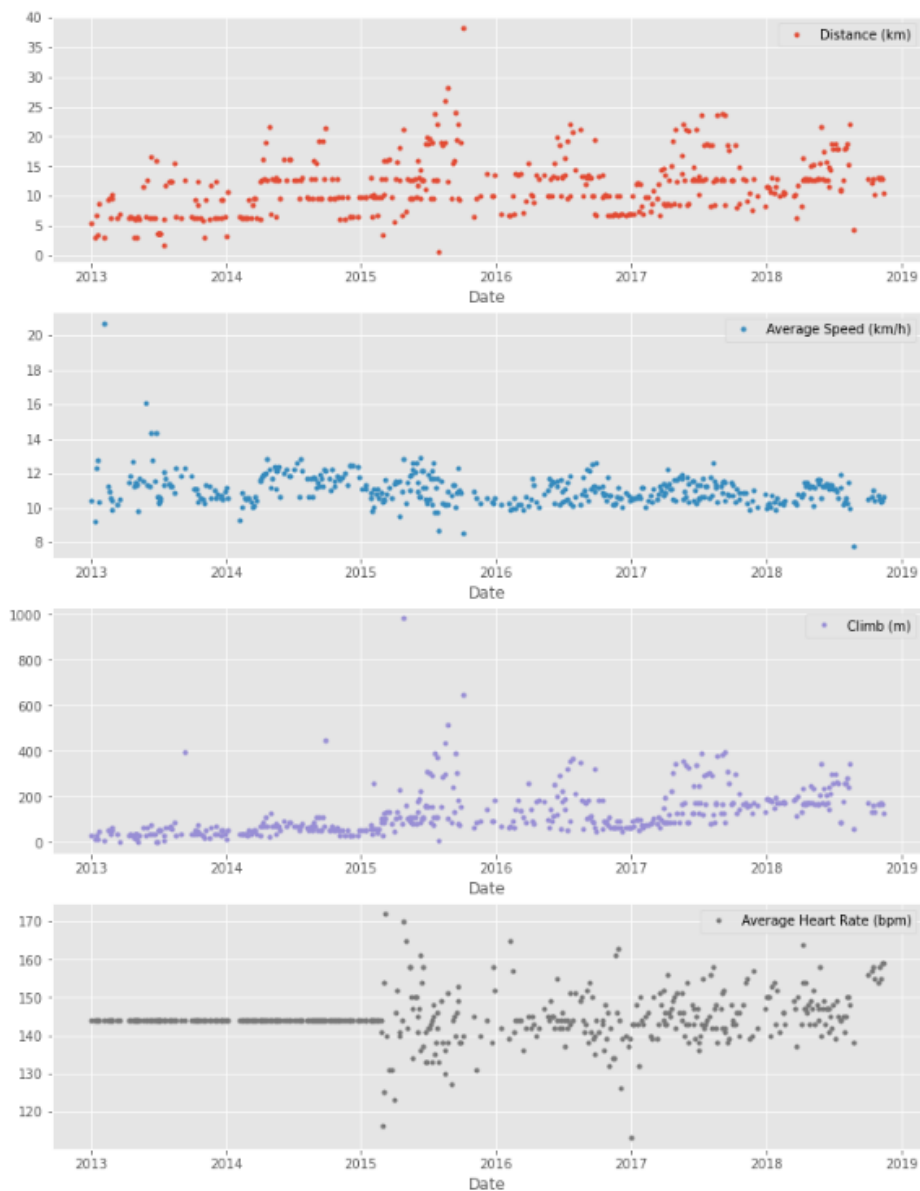 40
Distance (km)
35
30
25
20
15
10
5
0
2013 2014 2015 2016 2017 2018 2019
Date
Average Speed (km/h)
20
18
16
14
12
10
8
2013 2014 2015 2016 2017 2018 2019
Date
1000
Climb (m)
800
600
400
200
0
2013 2014 2015 2016 2017 2018 2019
Date
Average Heart Rate (bpm)
170
160
150
140
130
120
2013 2014 2015 2016 2017 2018 2019
Date